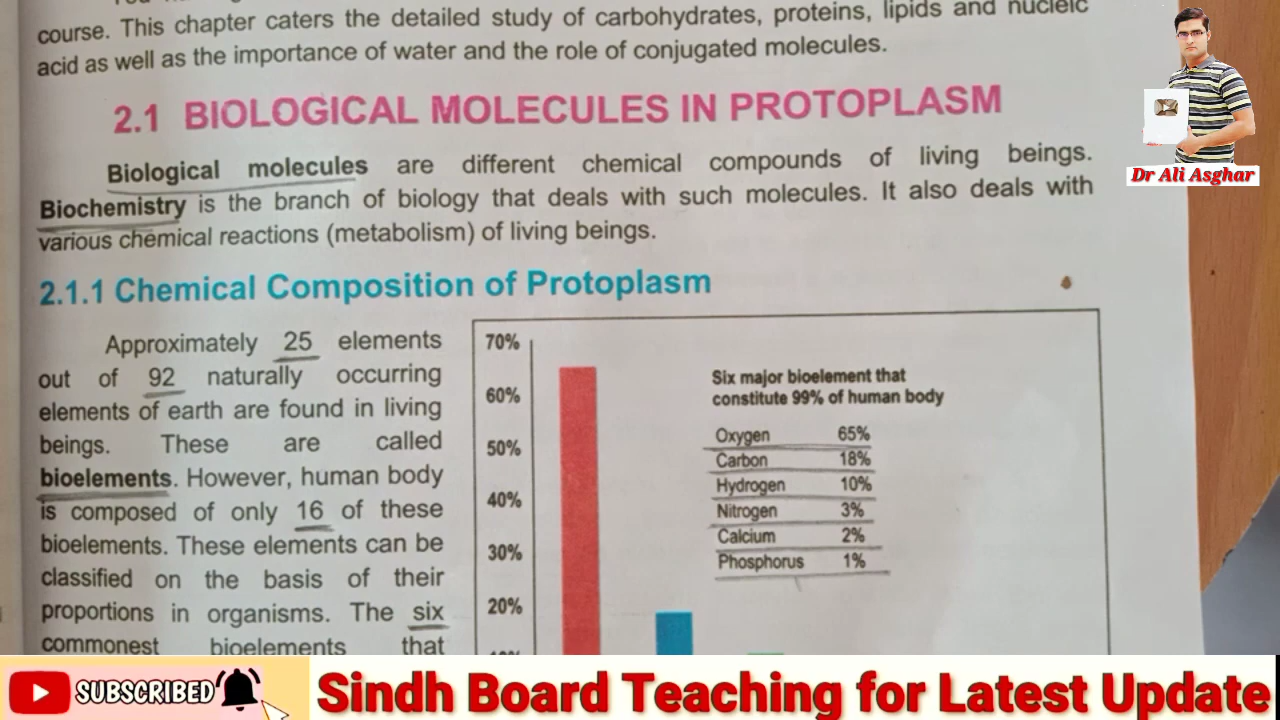 course. This chapter caters the detailed study of carbohydrates, proteins, lipids and nucleic
acid as well as the importance of water and the role of conjugated molecules.
2.1 BIOLOGICAL MOLECULES IN PROTOPLASM
Biological molecules are different chemical compounds of living beings.
Biochemistry is the branch of biology that deals with such molecules. It also deals with
various chemical reactions (metabolism) of living beings.
2.1.1 Chemical Composition of Protoplasm
Approximately 25 elements
out of 92 naturally occurring
elements of earth are found in living
beings. These are called
bioelements. However, human body
is composed of only 16 of these
bioelements. These elements can be
classified on the basis of their
proportions in organisms. The six
commonest bioelements that
70%
60%
50%
40%
30%
20%
Six major bioelement that
constitute 99% of human body
Oxygen 65%
Carbon 18%
Hydrogen 10%
Nitrogen 3%
Calcium 2%
Phosphorus 1%
Dr Ali Asghar
SUBSCRIBED
Sindh Board Teaching for Latest Update